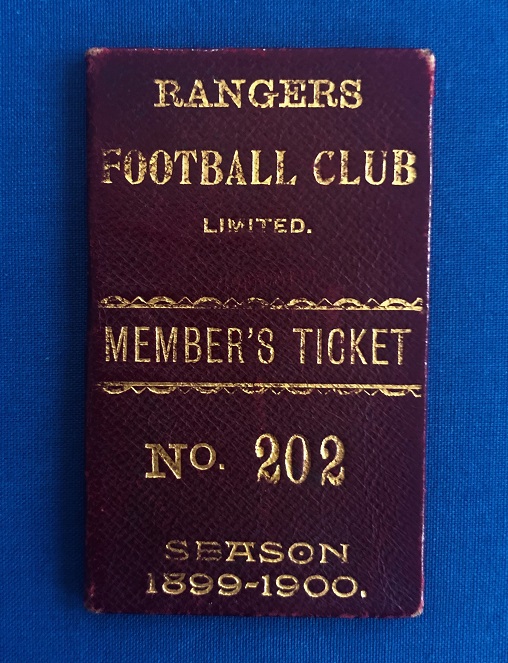 RANGERS
FOOTBALL CLUB
LIMITED.
MEMBER'S TICKET
No. 202
SEASON
1899-1900.